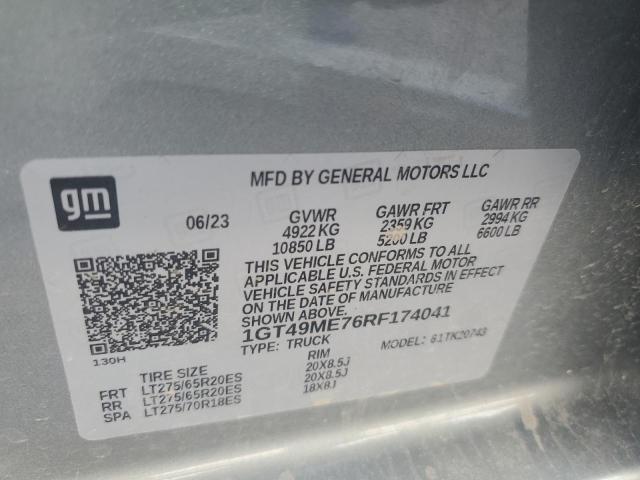 gm
MFD BY GENERAL MOTORS LLC
06/23 GVWR GAWR FRT GAWR RR
4922 KG 2359 KG 2994 KG
10850 LB 5200 LB 6600 LB
THIS VEHICLE CONFORMS TO ALL
APPLICABLE U.S. FEDERAL MOTOR
VEHICLE SAFETY STANDARDS IN EFFECT
ON THE DATE OF MANUFACTURE
1GT49ME76RF174041
130H
TYPE: TRUCK MODEL: 61TK20743
TIRE SIZE RIM
FRT LT275/65R20ES 20X8.5J
RR LT275/65R20ES 20X8.5J
SPA LT275/70R18ES 18X8J